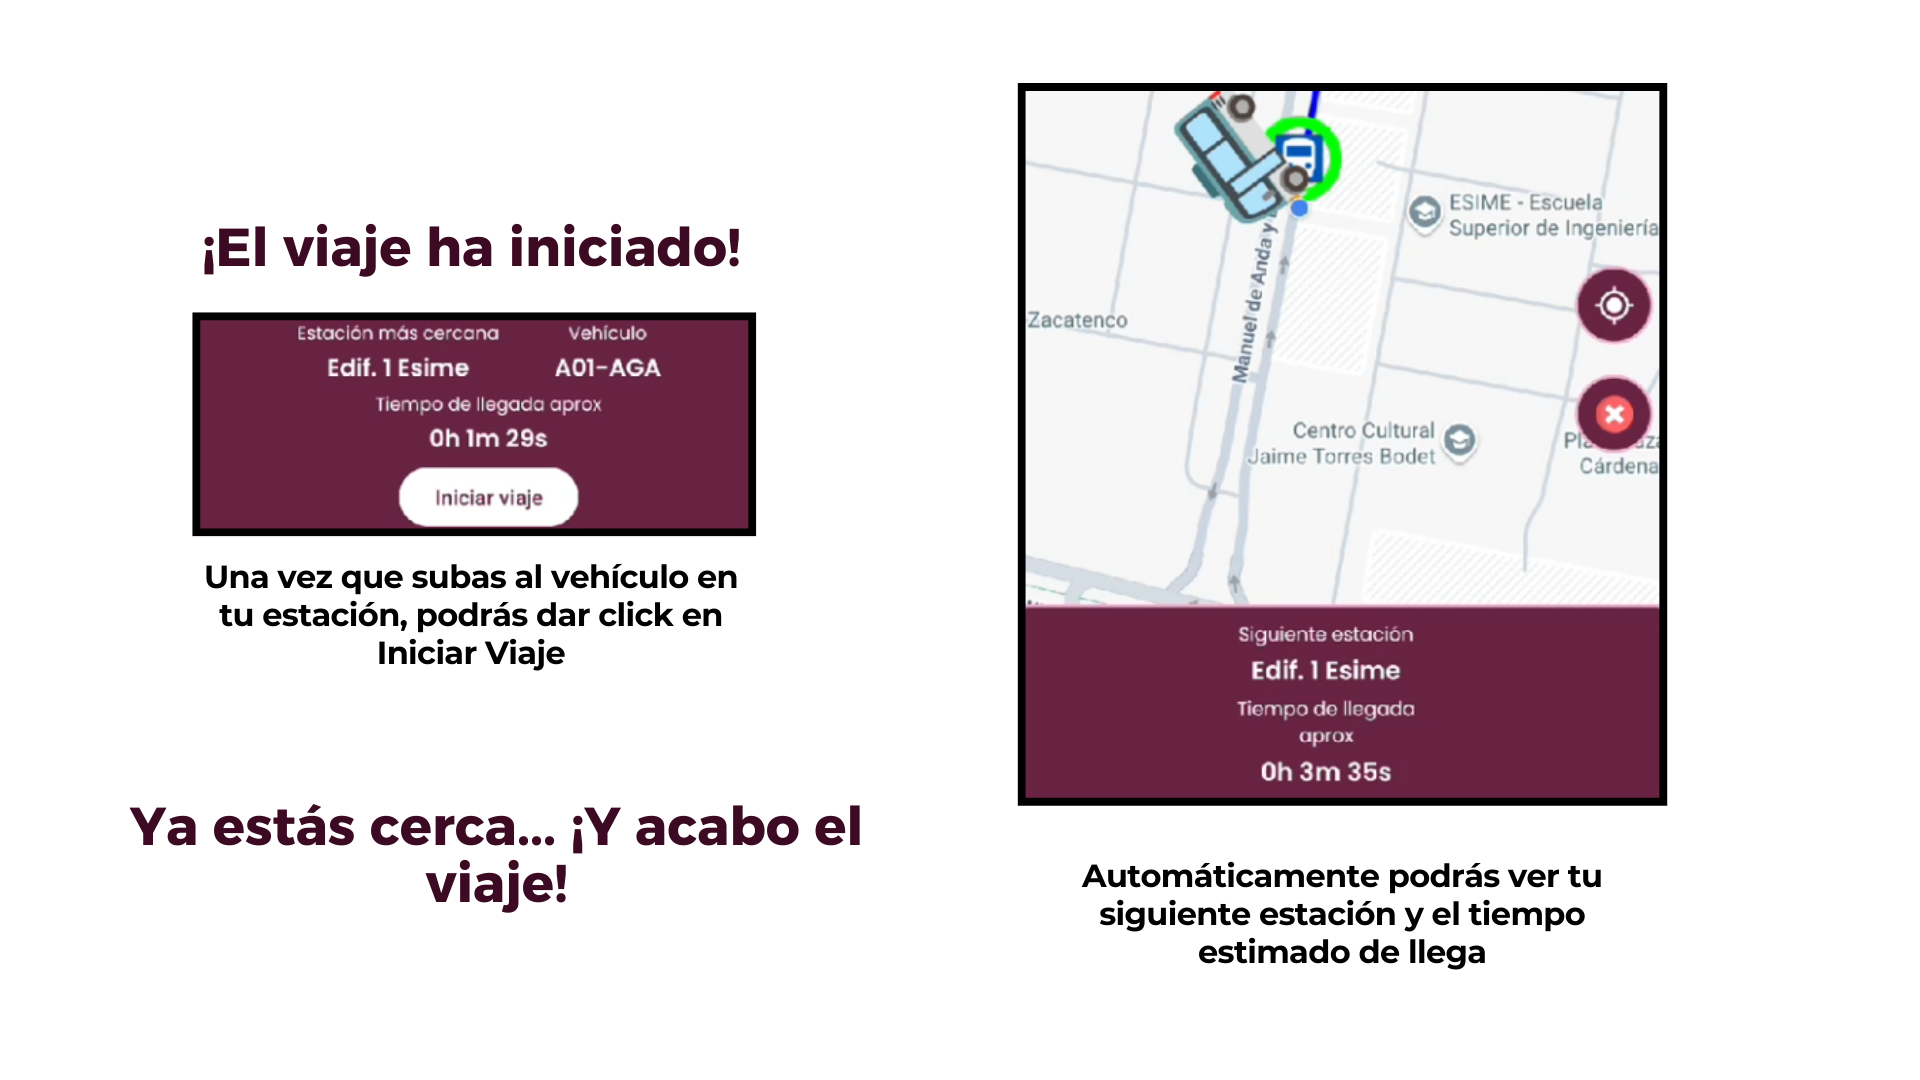 ¡El viaje ha iniciado!
Estación más cercana
Vehículo
Edif. 1 Esime
A01-AGA
Tiempo de llegada aprox
0h 1m 29s
Iniciar viaje
Una vez que subas al vehículo en
tu estación, podrás dar click en
Iniciar Viaje
Ya estás cerca... ¡Y acabo el
viaje!
ESIME - Escuela
Superior de Ingeniería
Zacatenco
Manuel de Anda y
Centro Cultural
Jaime Torres Bodet
Siguiente estación
Edif. 1 Esime
Tiempo de llegada
aprox
0h 3m 35s
Automáticamente podrás ver tu
siguiente estación y el tiempo
estimado de llega